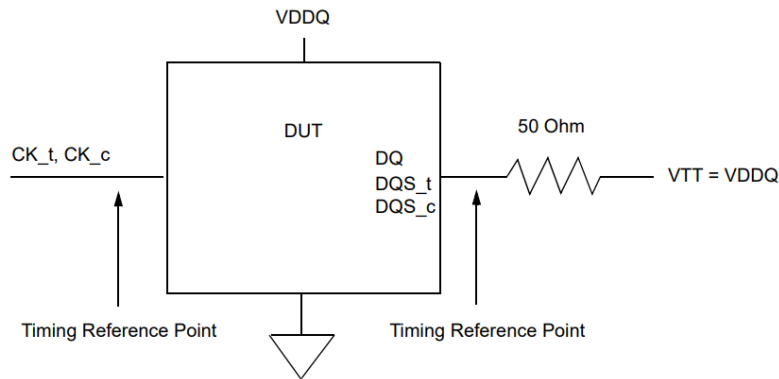 VDDQ
DUT
50 Ohm
CK_t, CK_c
DQ
DQS_t
DQS_c
VTT = VDDQ
Timing Reference Point
Timing Reference Point